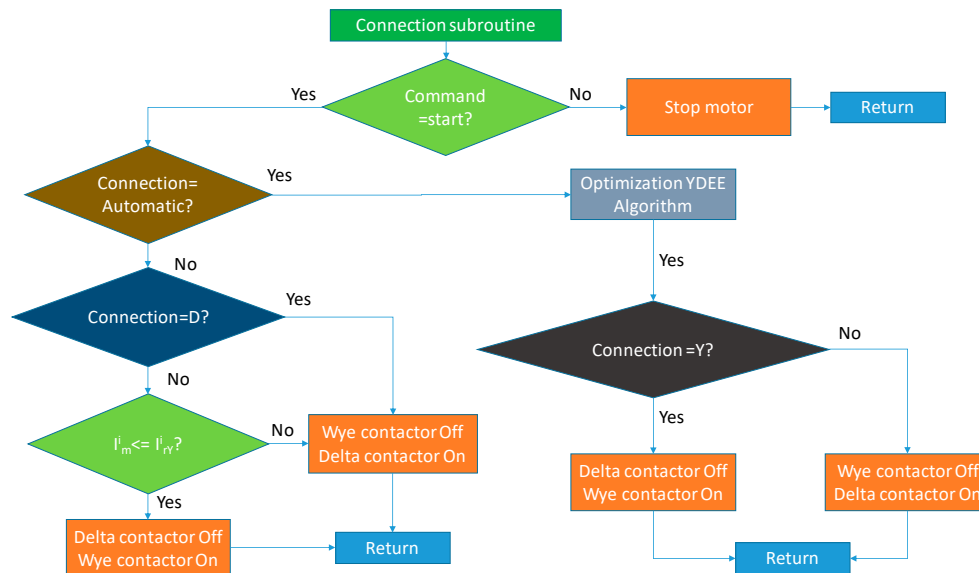 Connection subroutine
Yes
Command
=start?
No
Stop motor
Return
Connection=
Automatic?
Yes
Optimization YDEE
Algorithm
No
Yes
Connection=D?
Yes
Connection =Y?
No
No
Yes
I^i_m<= I^i_rY?
No
Wye contactor Off
Delta contactor On
Delta contactor Off
Wye contactor On
Wye contactor Off
Delta contactor On
Yes
Delta contactor Off
Wye contactor On
Return
Return